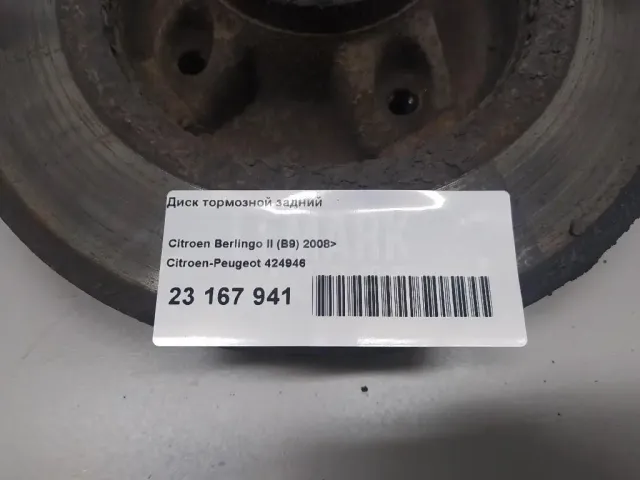 Диск тормозной задний
Citroen Berlingo II (B9) 2008>
Citroen-Peugeot 424946
23 167 941